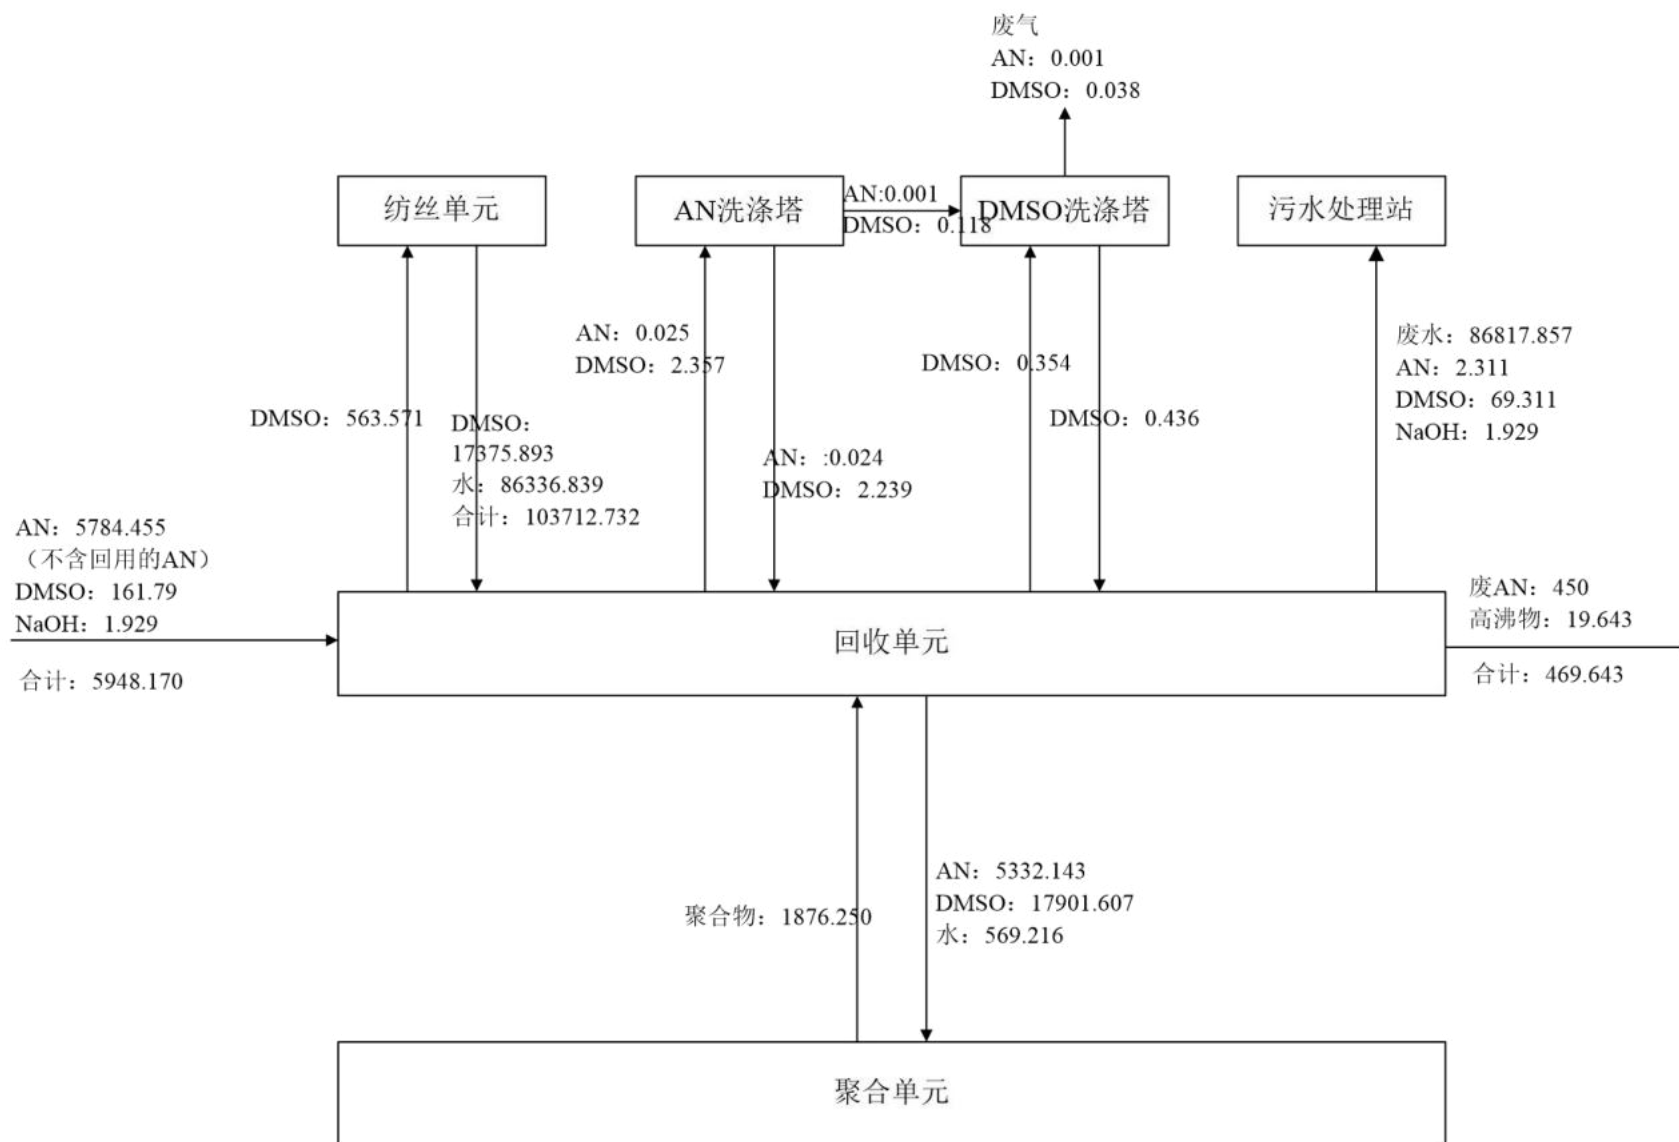 废气
AN：0.001
DMSO：0.038
纺丝单元
AN洗涤塔
AN:0.001
DMSO：0.118
DMSO洗涤塔
污水处理站
AN：0.025
DMSO：2.357
DMSO：0.354
废水：86817.857
AN：2.311
DMSO：69.311
NaOH：1.929
DMSO：563.571
DMSO：
17375.893
水：86336.839
合计：103712.732
DMSO：0.436
AN：:0.024
DMSO：2.239
AN：5784.455
（不含回用的AN）
DMSO：161.79
NaOH：1.929
合计：5948.170
回收单元
废AN：450
高沸物：19.643
合计：469.643
聚合物：1876.250
AN：5332.143
DMSO：17901.607
水：569.216
聚合单元